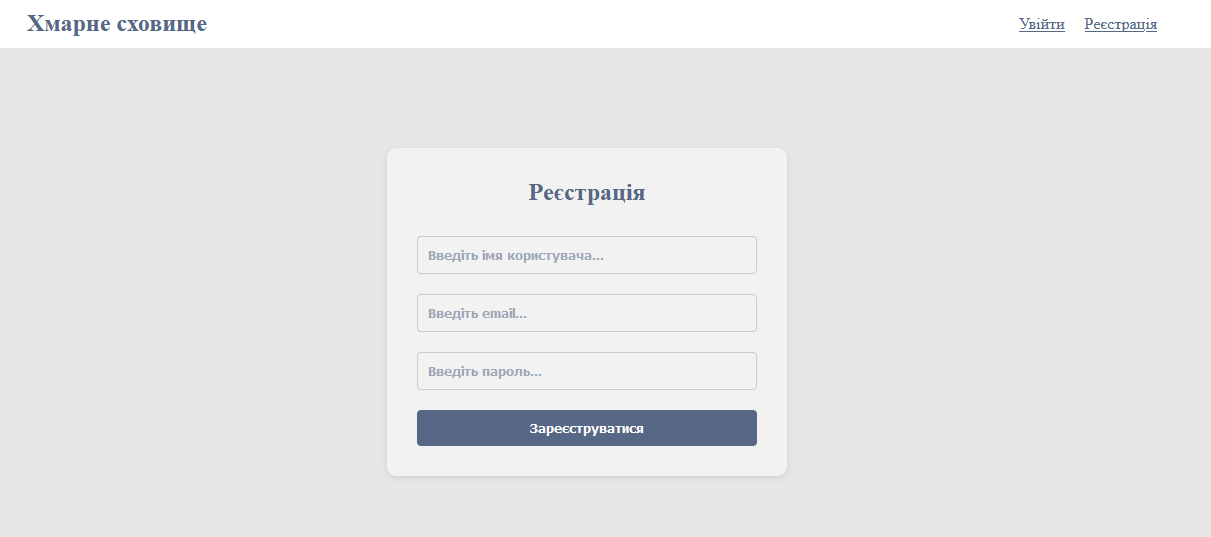 Хмарне сховище
Увійти Реєстрація
Реєстрація
Введіть імя користувача...
Введіть email...
Введіть пароль...
Зареєструватися